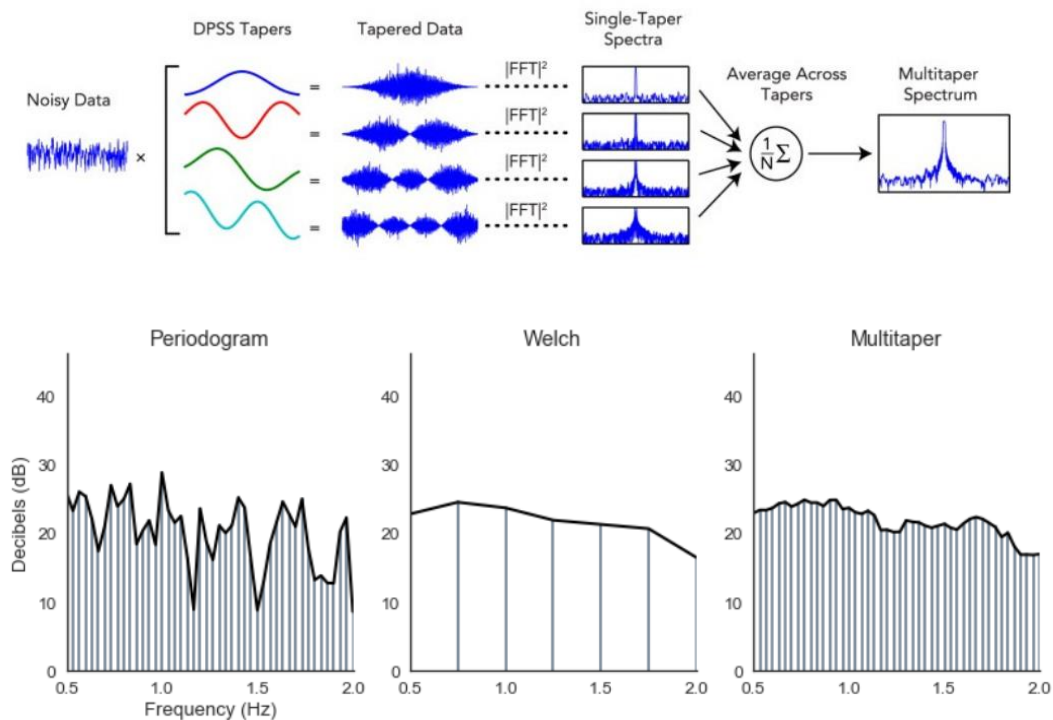 DPSS Tapers
Tapered Data
Single-Taper
Spectra
Noisy Data
×
=
|FFT|²
=
|FFT|²
=
|FFT|²
=
|FFT|²
Average Across
Tapers
1/N Σ
Multitaper
Spectrum
Periodogram
Decibels (dB)
40
30
20
10
0
0.5 1.0 1.5 2.0
Frequency (Hz)
Welch
40
30
20
10
0
0.5 1.0 1.5 2.0
Multitaper
40
30
20
10
0
0.5 1.0 1.5 2.0